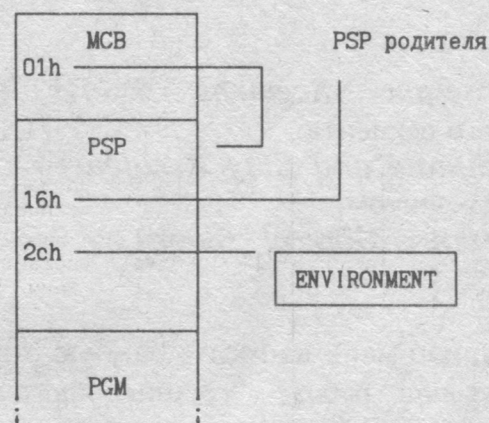 MCB
PSP родителя
01h
PSP
16h
2ch
ENVIRONMENT
PGM